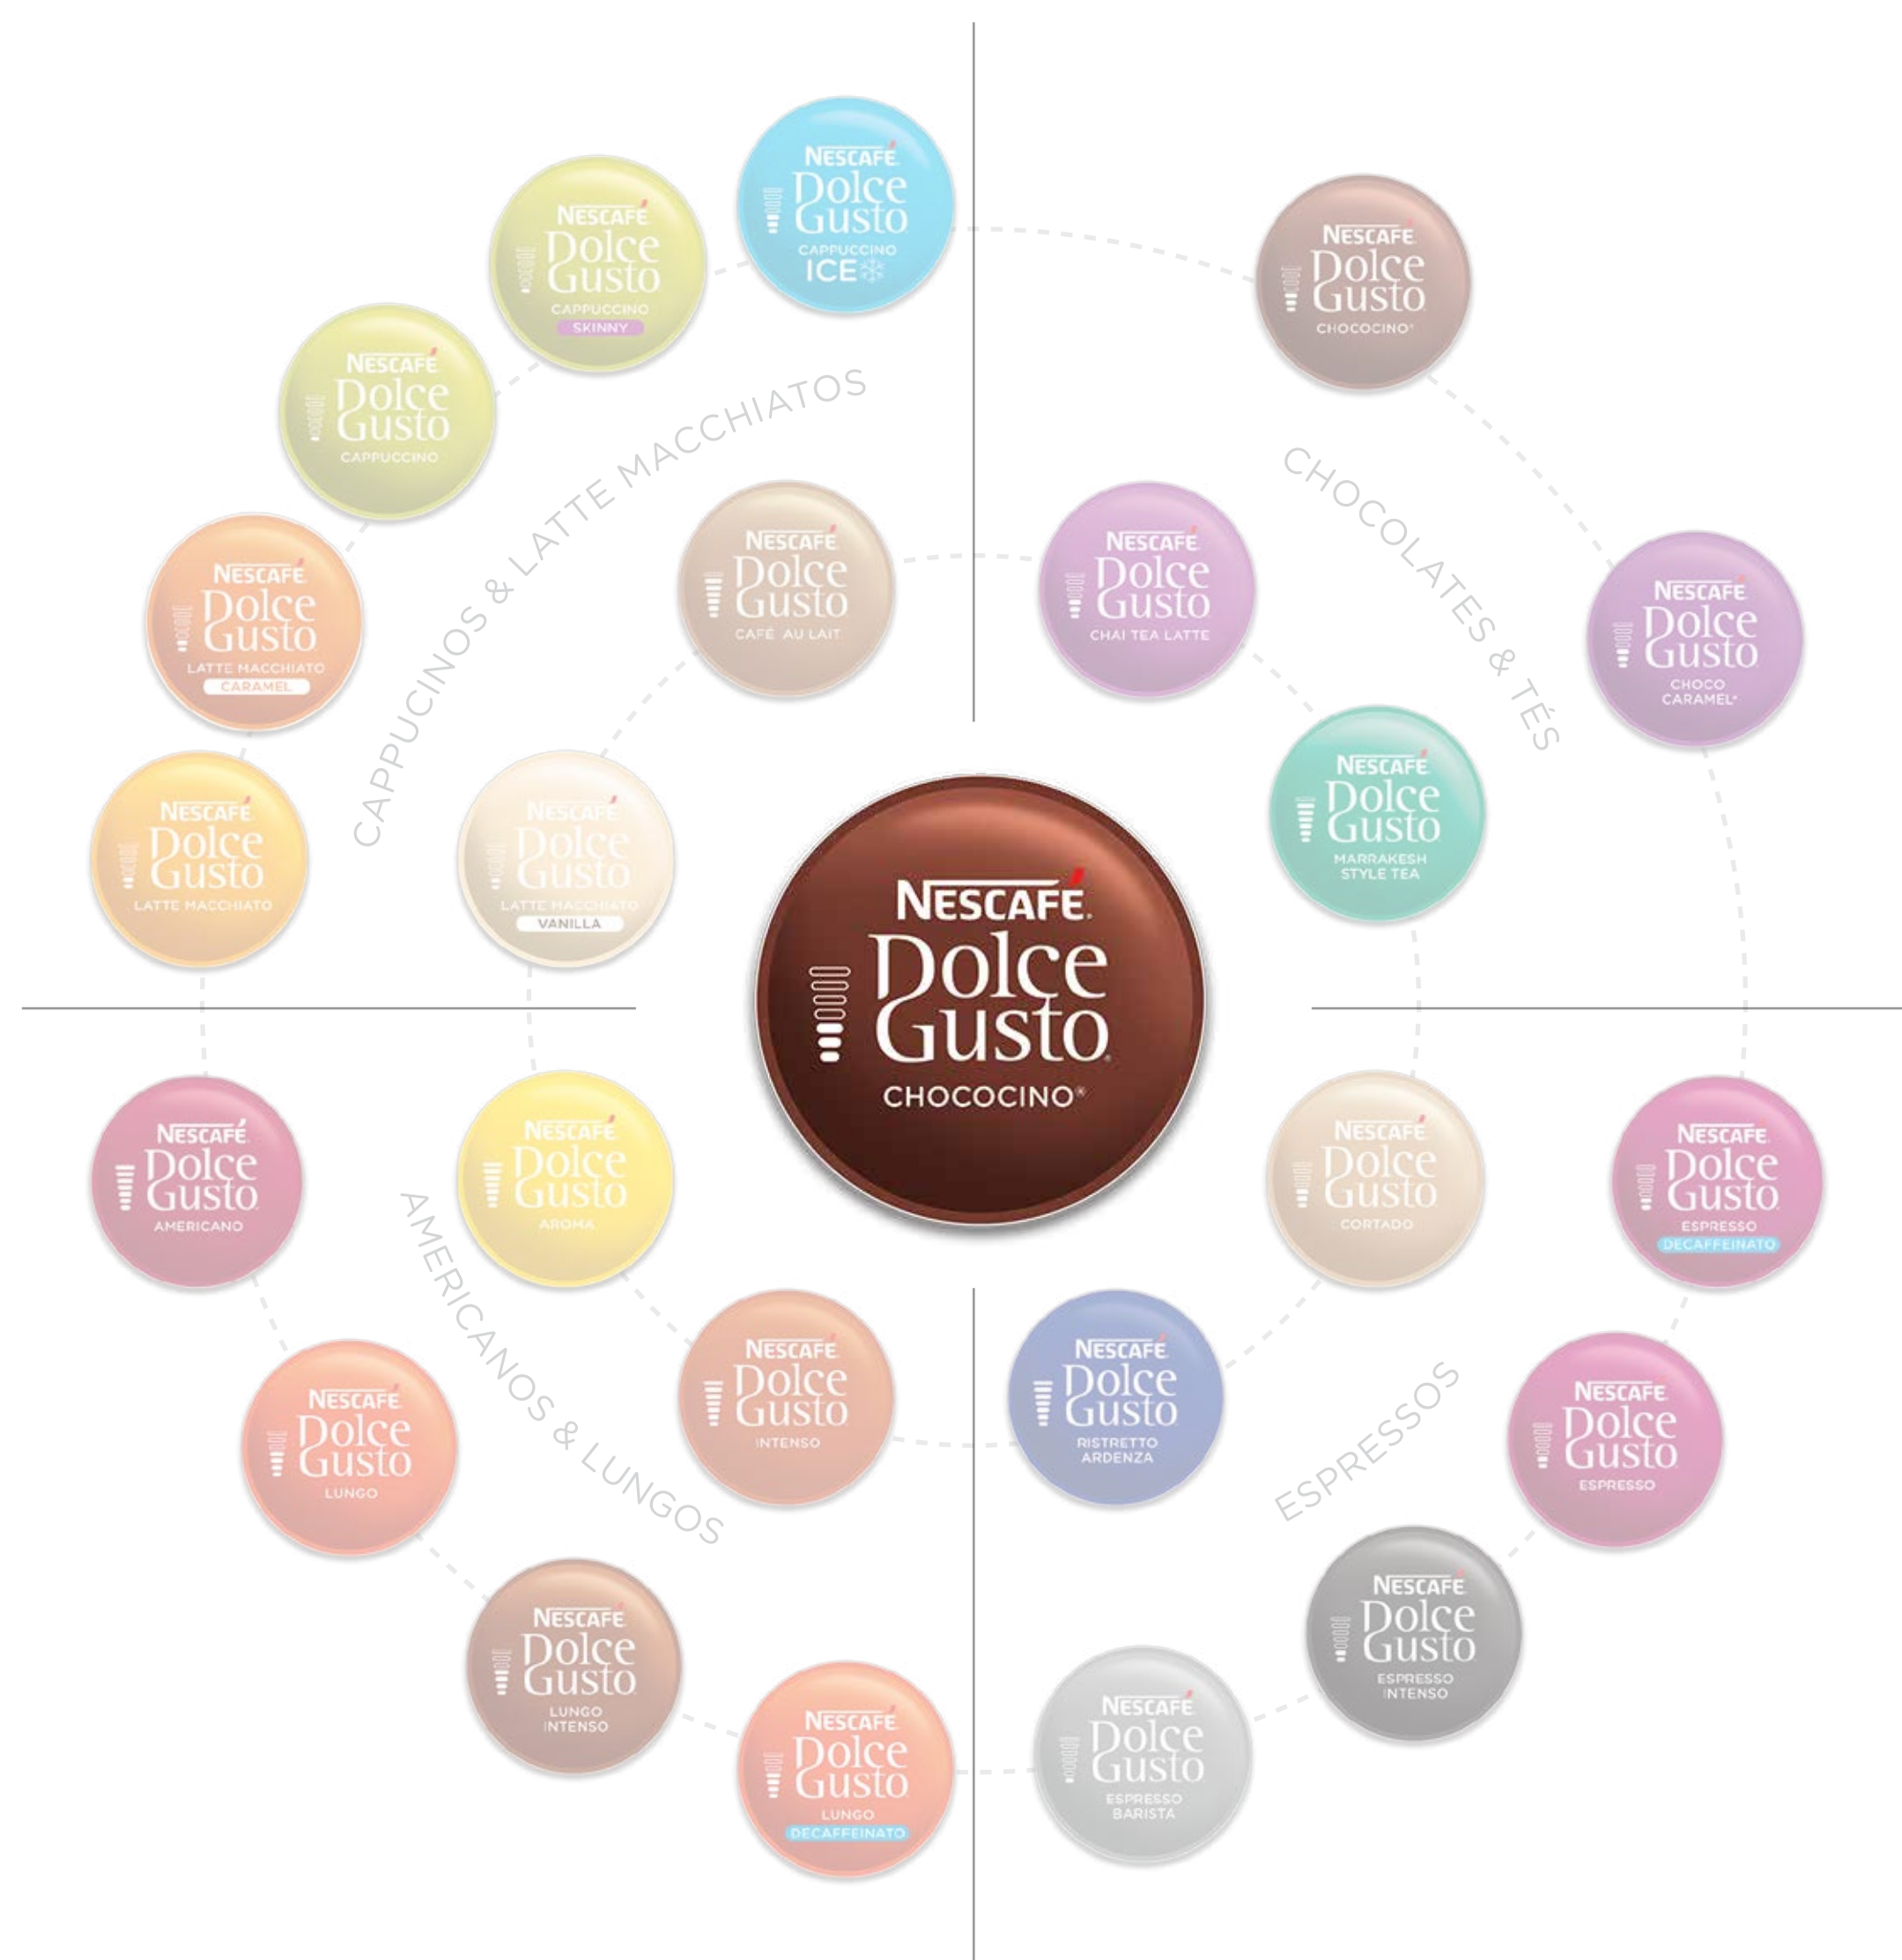 NESCAFÉ
Dolce
Gusto
CAPPUCCINO
ICE
NESCAFÉ
Dolce
Gusto
CAPPUCCINO
SKINNY
NESCAFÉ
Dolce
Gusto
CAPPUCCINO
NESCAFÉ
Dolce
Gusto
LATTE MACCHIATO
CARAMEL
NESCAFÉ
Dolce
Gusto
LATTE MACCHIATO
CAPPUCINOS & LATTE MACCHIATOS
NESCAFÉ
Dolce
Gusto
CAFÉ AU LAIT
NESCAFÉ
Dolce
Gusto
LATTE MACCHIATO
VANILLA
NESCAFÉ
Dolce
Gusto
CHOCOCINO®
CHOCOLATES & TÉS
NESCAFÉ
Dolce
Gusto
CHAI TEA LATTE
NESCAFÉ
Dolce
Gusto
CHOCO
CARAMEL®
NESCAFÉ
Dolce
Gusto
MARRAKESH
STYLE TEA
NESCAFÉ®
Dolce
Gusto®
CHOCOCINO®
NESCAFÉ
Dolce
Gusto
AMERICANO
NESCAFÉ
Dolce
Gusto
AROMA
AMERICANOS & LUNGOS
NESCAFÉ
Dolce
Gusto
LUNGO
NESCAFÉ
Dolce
Gusto
INTENSO
NESCAFÉ
Dolce
Gusto
LUNGO
INTENSO
NESCAFÉ
Dolce
Gusto
LUNGO
DECAFFEINATO
NESCAFÉ
Dolce
Gusto
CORTADO
NESCAFÉ
Dolce
Gusto
ESPRESSO
DECAFFEINATO
NESCAFÉ
Dolce
Gusto
RISTRETTO
ARDENZA
ESPRESSOS
NESCAFÉ
Dolce
Gusto
ESPRESSO
NESCAFÉ
Dolce
Gusto
ESPRESSO
INTENSO
NESCAFÉ
Dolce
Gusto
ESPRESSO
BARISTA